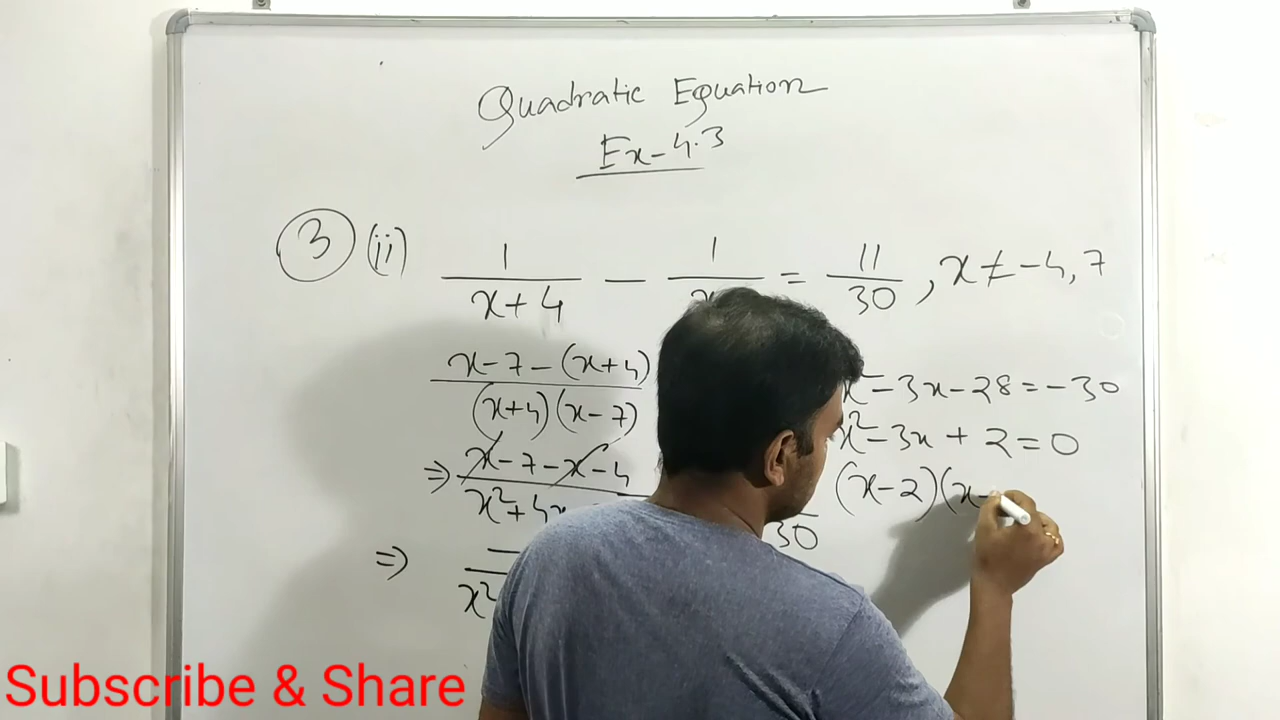 Quadratic Equation
Ex-4.3
3 (ii) 1/(x+4) - 1/x = 11/30, x ≠ -4, 7
x-7-(x+4)
(x+4)(x-7)
⇒ x-7-x-4
x²+4x
30
⇒ x²
x²-3x-28=-30
x²-3x+2=0
(x-2)(x-
Subscribe & Share